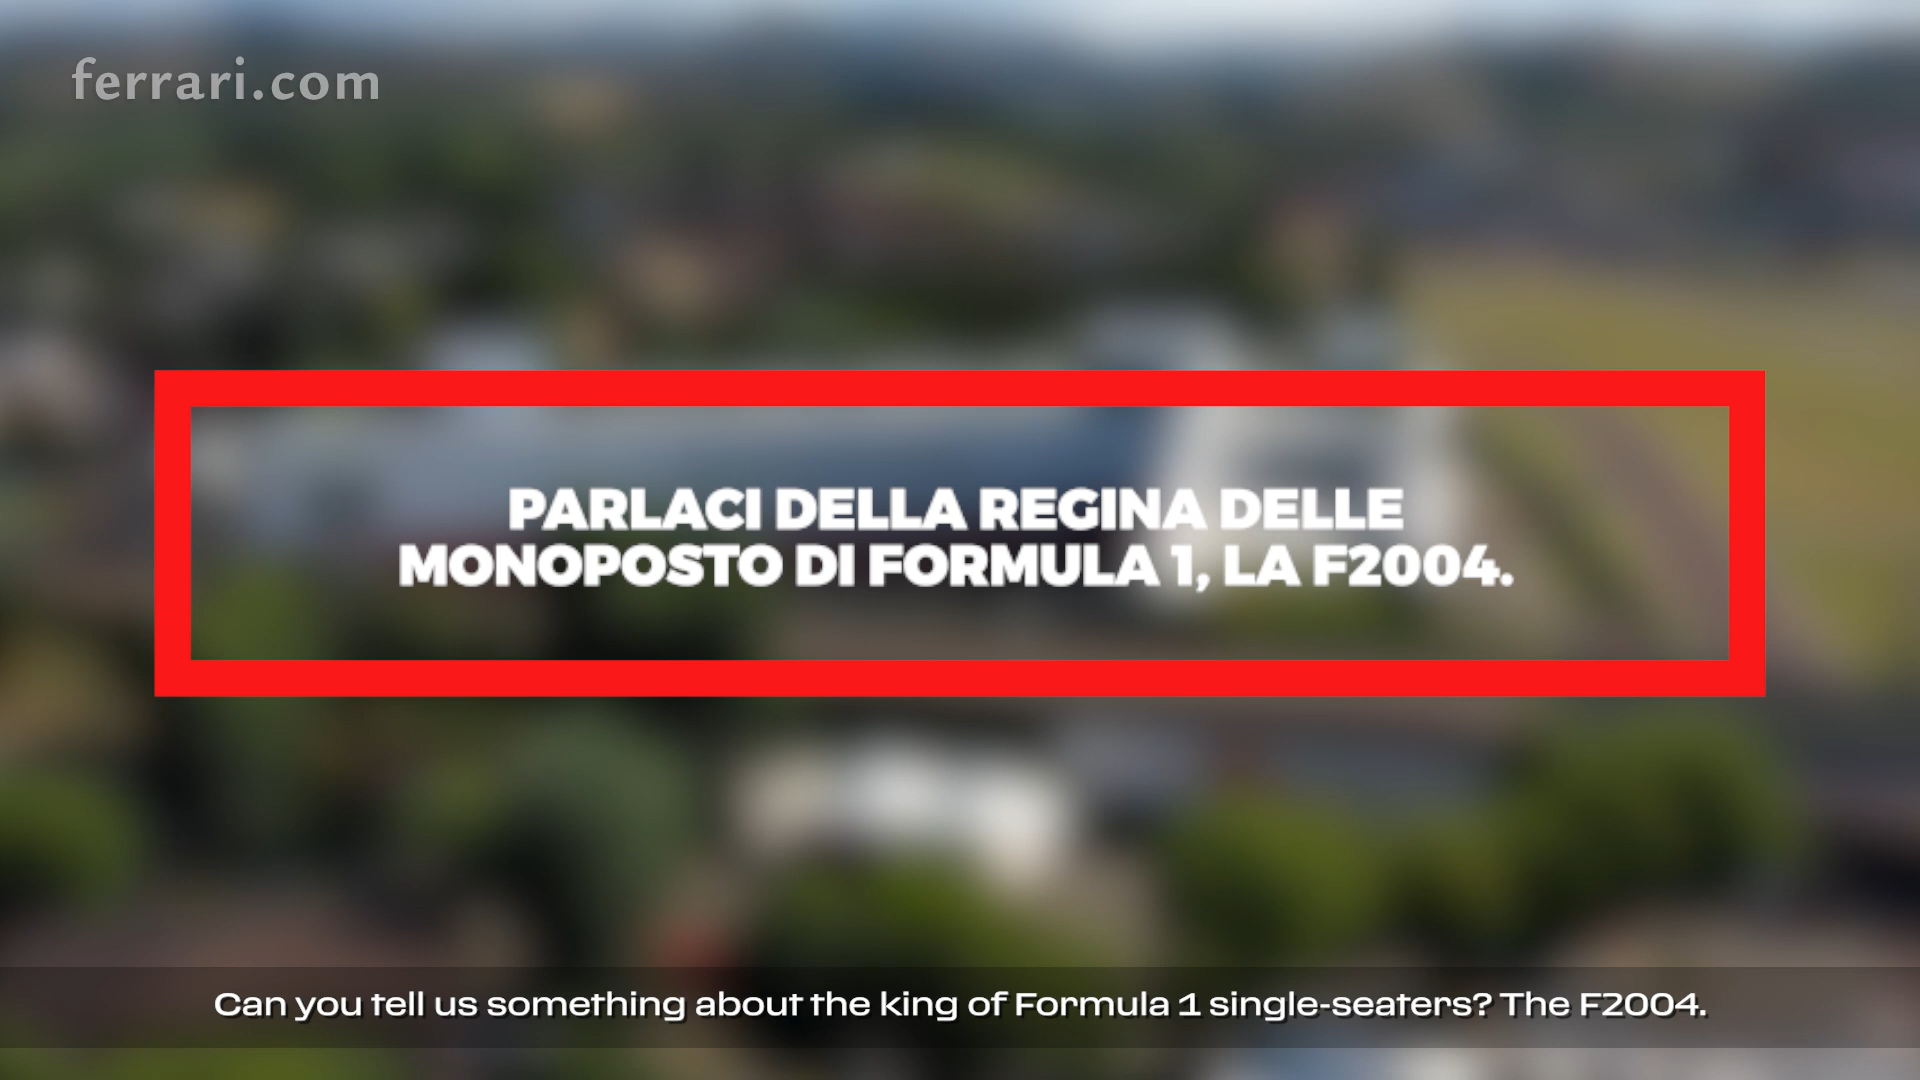 ferrari.com
PARLACI DELLA REGINA DELLE
MONOPOSTO DI FORMULA 1, LA F2004.
Can you tell us something about the king of Formula 1 single-seaters? The F2004.